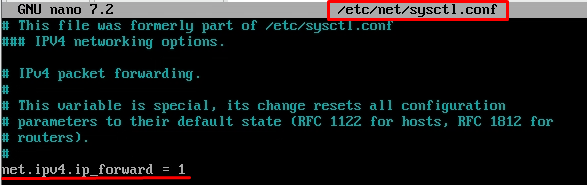 GNU nano 7.2 /etc/net/sysctl.conf
# This file was formerly part of /etc/sysctl.conf
### IPV4 networking options.
# IPv4 packet forwarding.
#
# This variable is special, its change resets all configuration
# parameters to their default state (RFC 1122 for hosts, RFC 1812 for
# routers).
#
net.ipv4.ip_forward = 1